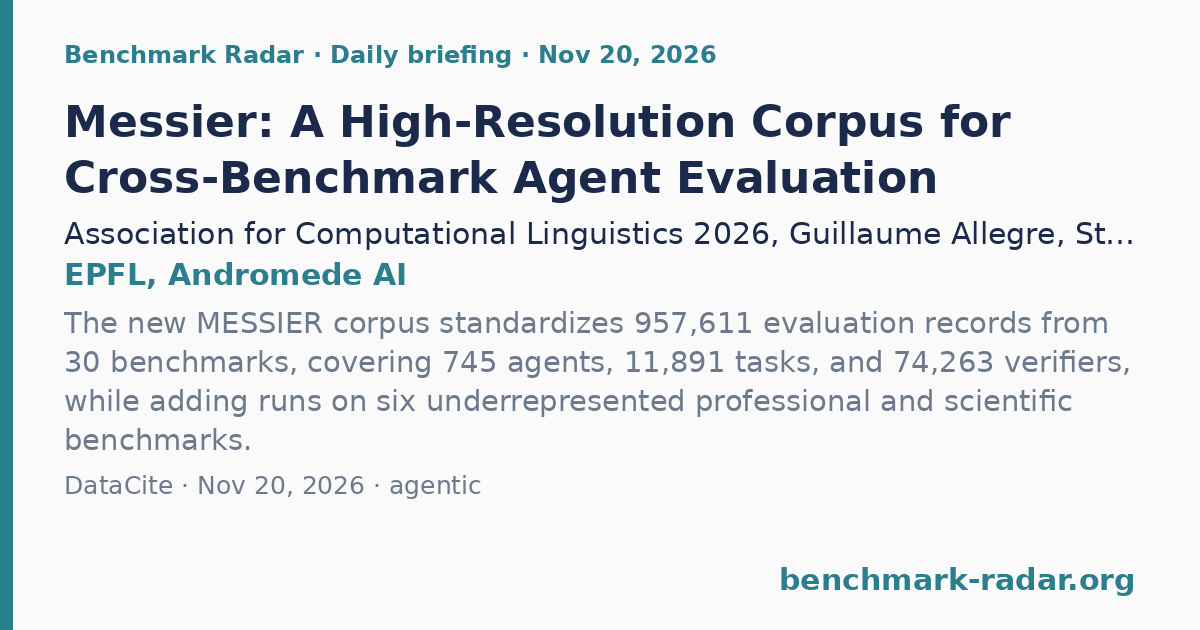 Benchmark Radar · Daily briefing · Nov 20, 2026
Messier: A High-Resolution Corpus for
Cross-Benchmark Agent Evaluation
Association for Computational Linguistics 2026, Guillaume Allegre, St...
EPFL, Andromede AI
The new MESSIER corpus standardizes 957,611 evaluation records from
30 benchmarks, covering 745 agents, 11,891 tasks, and 74,263 verifiers,
while adding runs on six underrepresented professional and scientific
benchmarks.
DataCite · Nov 20, 2026 · agentic
benchmark-radar.org